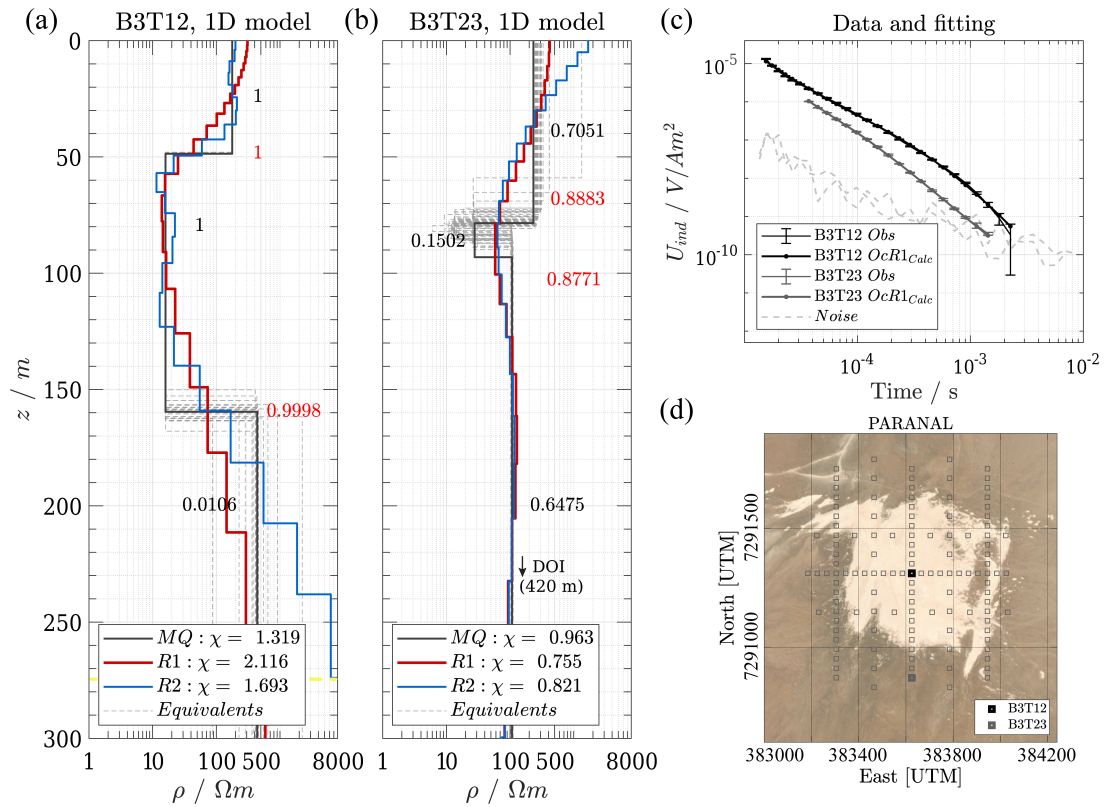 (a)
B3T12, 1D model
0
50
100
150
200
250
300
z / m
1
1
1
0.9998
0.0106
MQ : χ = 1.319
R1 : χ = 2.116
R2 : χ = 1.693
Equivalents
1
10
100
500
8000
ρ / Ωm
(b)
B3T23, 1D model
0.7051
0.8883
0.1502
0.8771
0.6475
DOI
(420 m)
MQ : χ = 0.963
R1 : χ = 0.755
R2 : χ = 0.821
Equivalents
1
10
100
500
8000
ρ / Ωm
(c)
Data and fitting
10⁻⁵
10⁻¹⁰
U_ind / V/Am²
B3T12 Obs
B3T12 OcR1_Calc
B3T23 Obs
B3T23 OcR1_Calc
Noise
10⁻⁴
10⁻³
10⁻²
Time / s
(d)
PARANAL
7291500
7291000
North [UTM]
B3T12
B3T23
383000
383400
383800
384200
East [UTM]